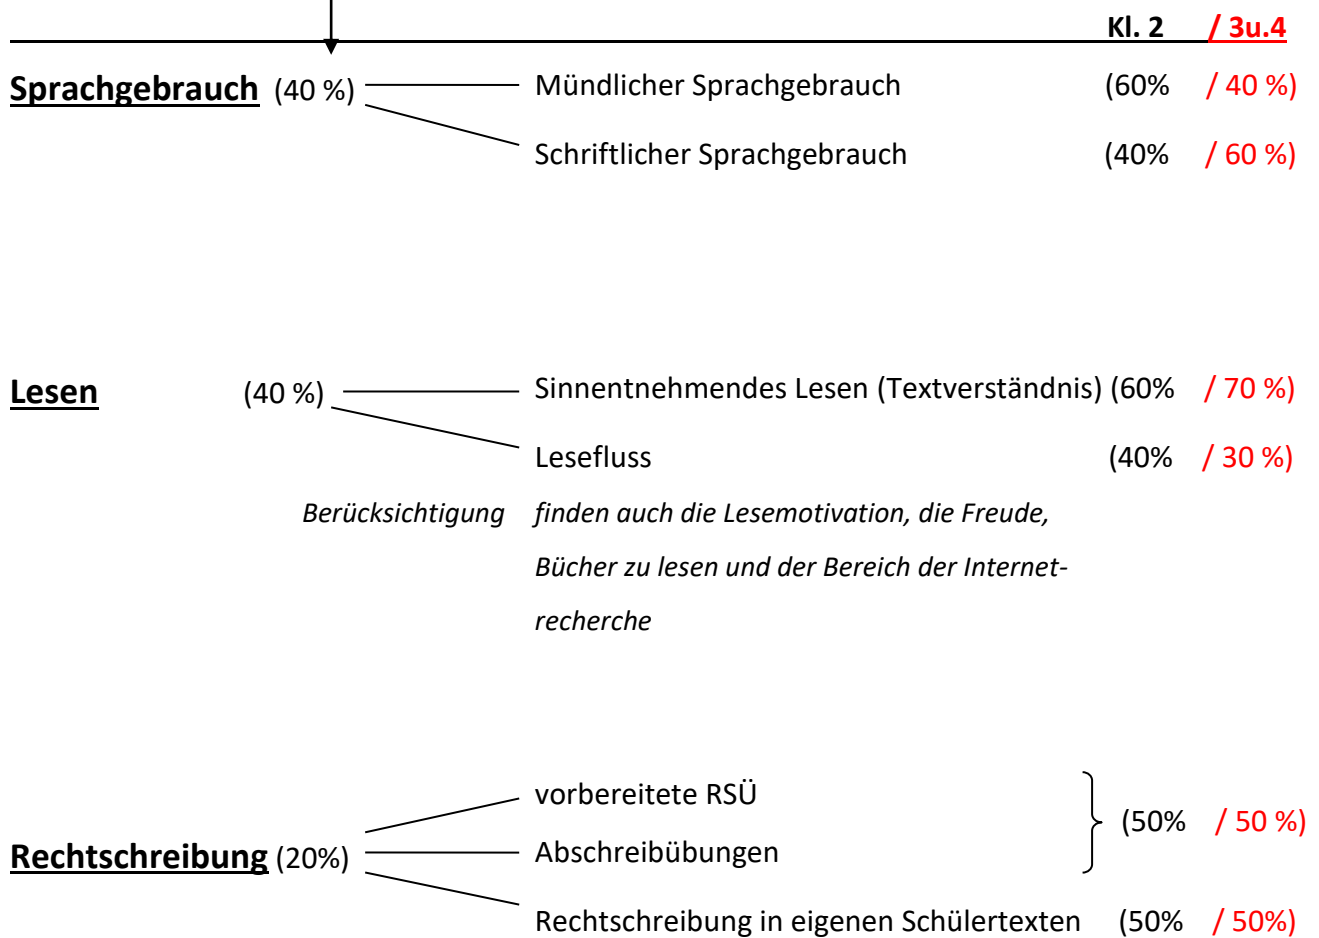 Kl. 2 / 3u.4
Sprachgebrauch (40 %) Mündlicher Sprachgebrauch (60% / 40 %)
Schriftlicher Sprachgebrauch (40% / 60 %)
Lesen (40 %) Sinnentnehmendes Lesen (Textverständnis) (60% / 70 %)
Lesefluss (40% / 30 %)
Berücksichtigung finden auch die Lesemotivation, die Freude,
Bücher zu lesen und der Bereich der Internet-
recherche
vorbereitete RSÜ
(50% / 50 %)
Rechtschreibung (20%) Abschreibübungen
Rechtschreibung in eigenen Schülertexten (50% / 50%)